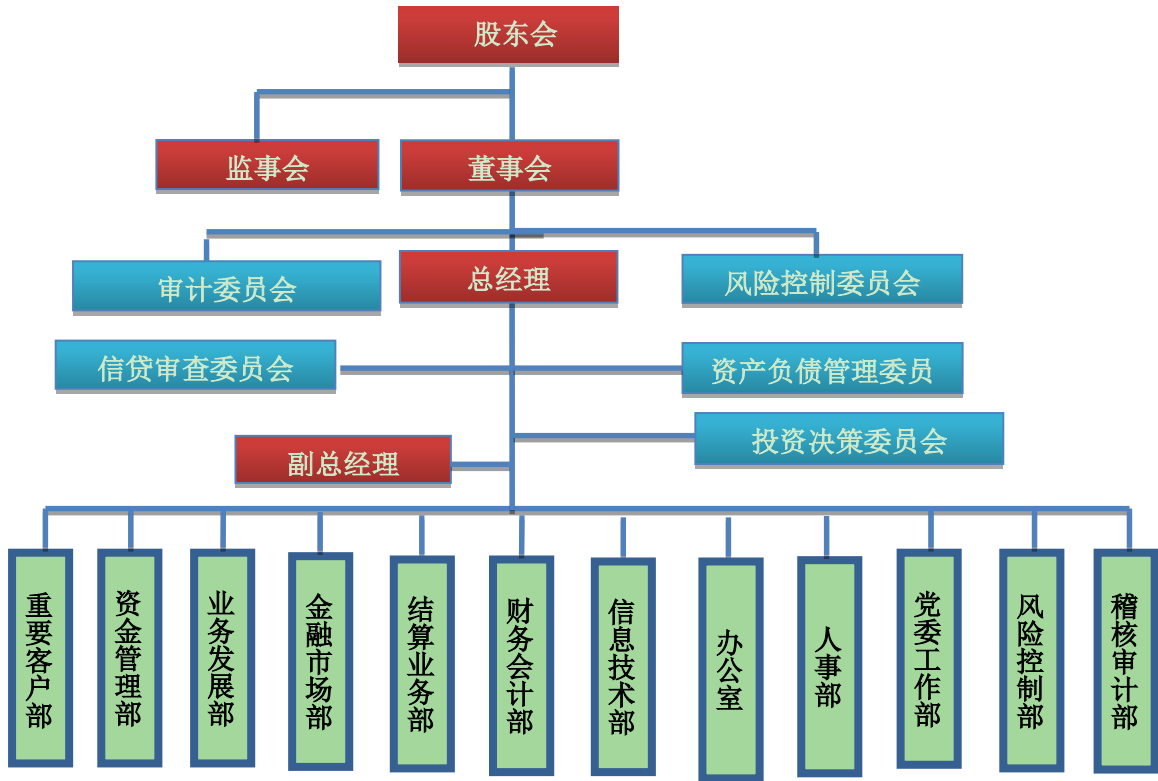 股东会
监事会
董事会
审计委员会
总经理
风险控制委员会
信贷审查委员会
资产负债管理委员
投资决策委员会
副总经理
重要客户部
资金管理部
业务发展部
金融市场部
结算业务部
财务会计部
信息技术部
办公室
人事部
党委工作部
风险控制部
稽核审计部